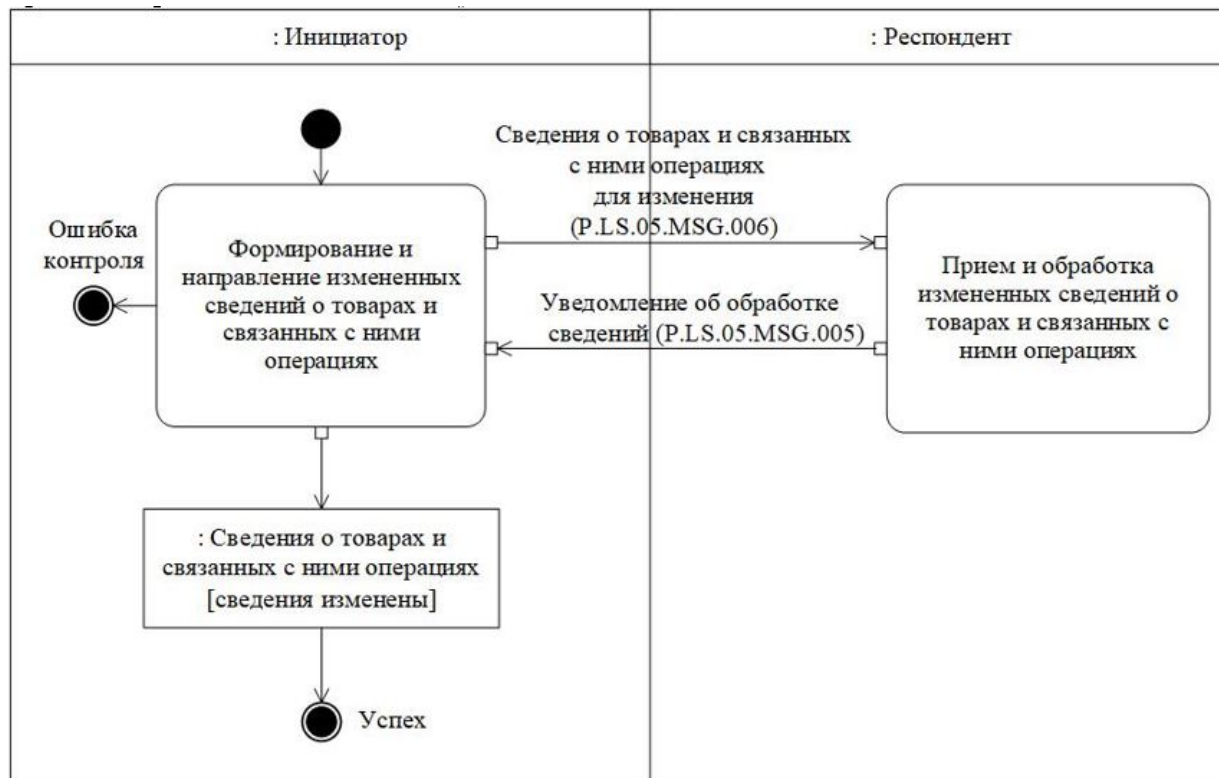 : Инициатор
: Респондент
Сведения о товарах и связанных
с ними операциях
для изменения
(P.LS.05.MSG.006)
Ошибка
контроля
Формирование и
направление измененных
сведений о товарах и
связанных с ними
операциях
Уведомление об обработке
сведений (P.LS.05.MSG.005)
Прием и обработка
измененных сведений о
товарах и связанных с
ними операциях
: Сведения о товарах и
связанных с ними операциях
[сведения изменены]
Успех